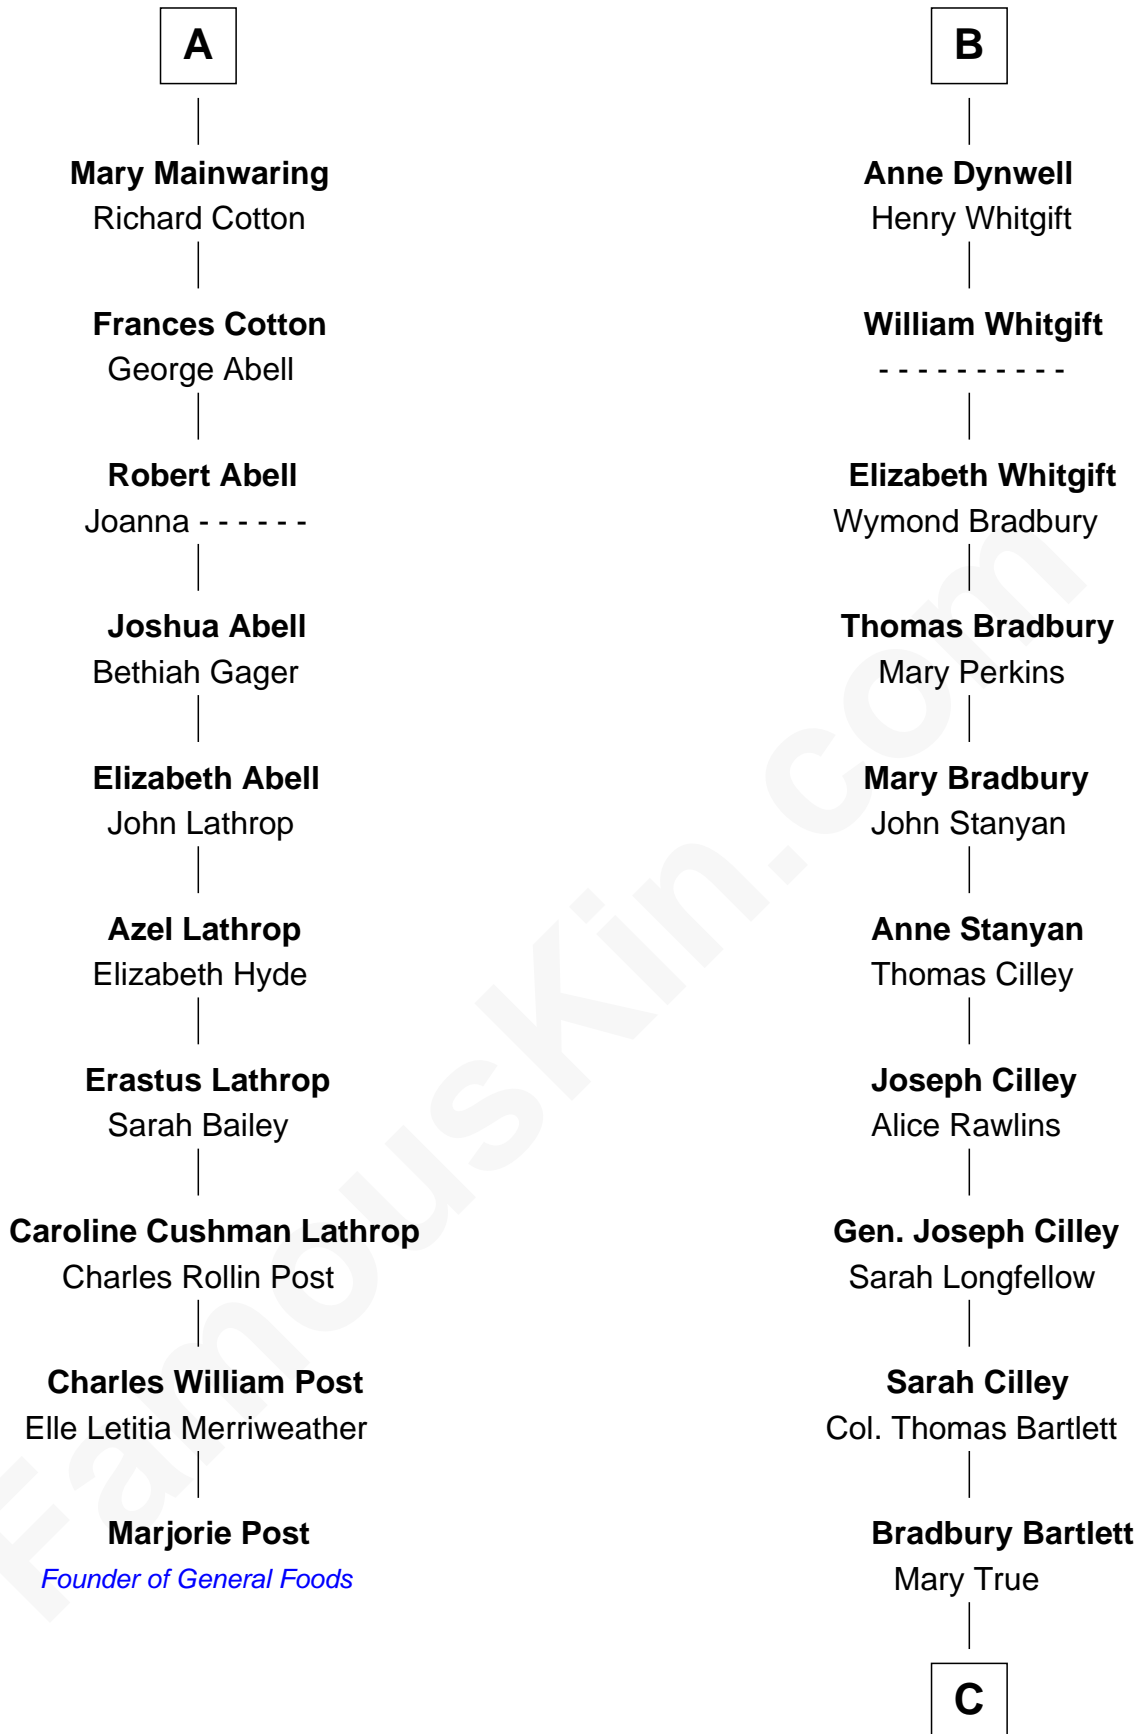 A
Mary Mainwaring
Richard Cotton
Frances Cotton
George Abell
Robert Abell
Joanna - - - - - -
Joshua Abell
Bethiah Gager
Elizabeth Abell
John Lathrop
Azel Lathrop
Elizabeth Hyde
Erastus Lathrop
Sarah Bailey
Caroline Cushman Lathrop
Charles Rollin Post
Charles William Post
Elle Letitia Merriweather
Marjorie Post
Founder of General Foods
B
Anne Dynwell
Henry Whitgift
William Whitgift
- - - - - - - - - -
Elizabeth Whitgift
Wymond Bradbury
Thomas Bradbury
Mary Perkins
Mary Bradbury
John Stanyan
Anne Stanyan
Thomas Cilley
Joseph Cilley
Alice Rawlins
Gen. Joseph Cilley
Sarah Longfellow
Sarah Cilley
Col. Thomas Bartlett
Bradbury Bartlett
Mary True
C
FamousKin.com